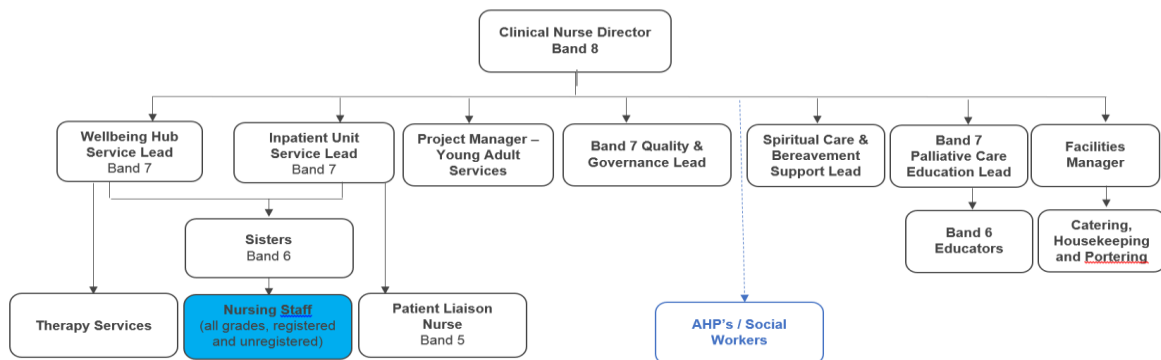 Clinical Nurse Director
Band 8
Wellbeing Hub
Service Lead
Band 7
Inpatient Unit
Service Lead
Band 7
Project Manager –
Young Adult
Services
Band 7 Quality &
Governance Lead
Spiritual Care &
Bereavement
Support Lead
Band 7
Palliative Care
Education Lead
Facilities
Manager
Sisters
Band 6
Band 6
Educators
Catering,
Housekeeping
and Portering
Therapy Services
Nursing Staff
(all grades, registered
and unregistered)
Patient Liaison
Nurse
Band 5
AHP's / Social
Workers